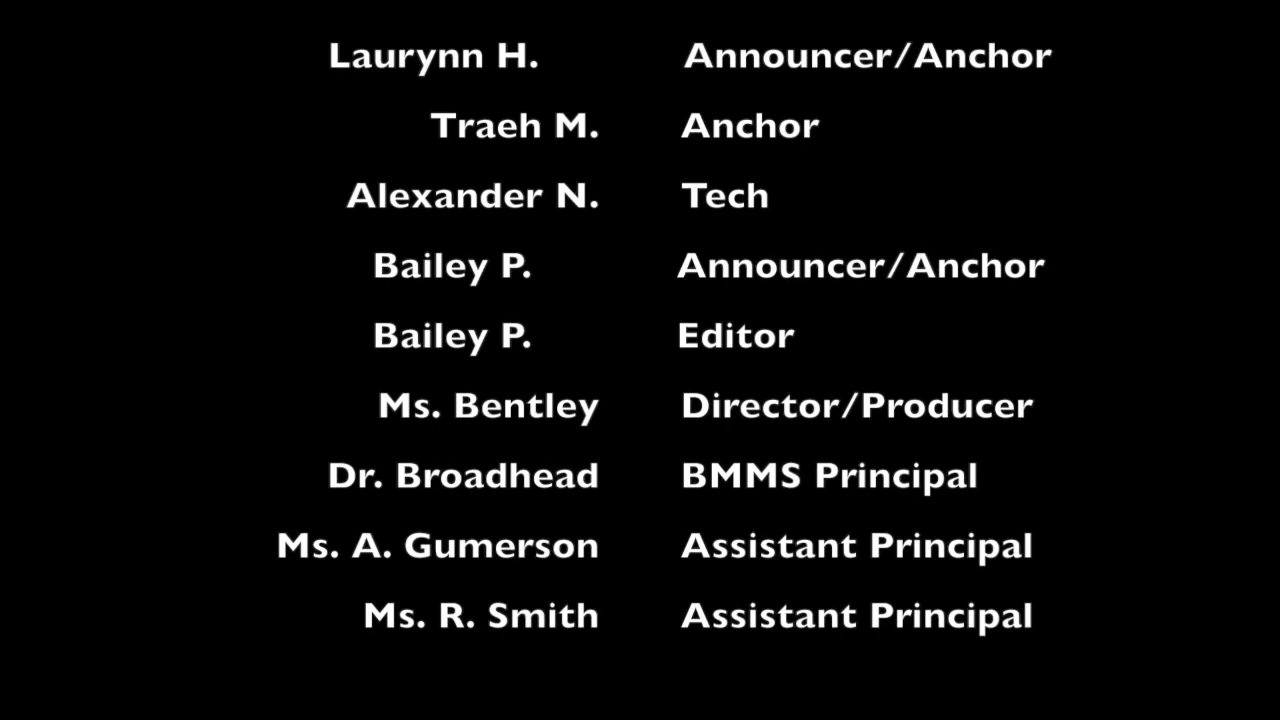 Laurynn H. Announcer/Anchor
Traeh M. Anchor
Alexander N. Tech
Bailey P. Announcer/Anchor
Bailey P. Editor
Ms. Bentley Director/Producer
Dr. Broadhead BMMS Principal
Ms. A. Gumerson Assistant Principal
Ms. R. Smith Assistant Principal